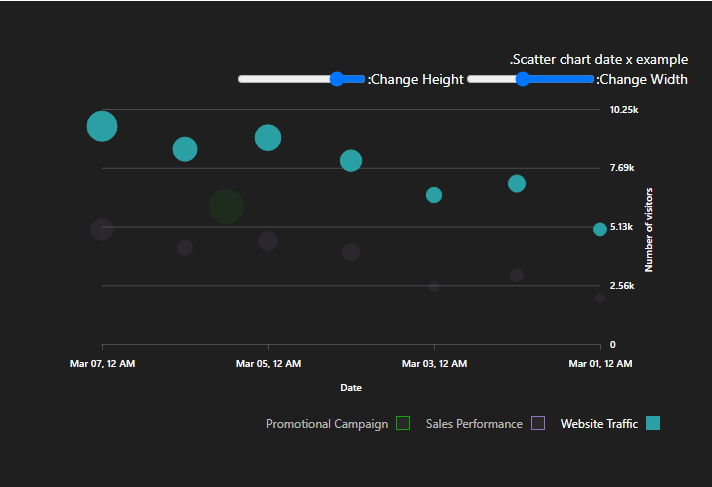 .Scatter chart date x example
:Change Height :Change Width
10.25k
7.69k
5.13k
2.56k
0
Number of visitors
Mar 07, 12 AM Mar 05, 12 AM Mar 03, 12 AM Mar 01, 12 AM
Date
Promotional Campaign Sales Performance Website Traffic